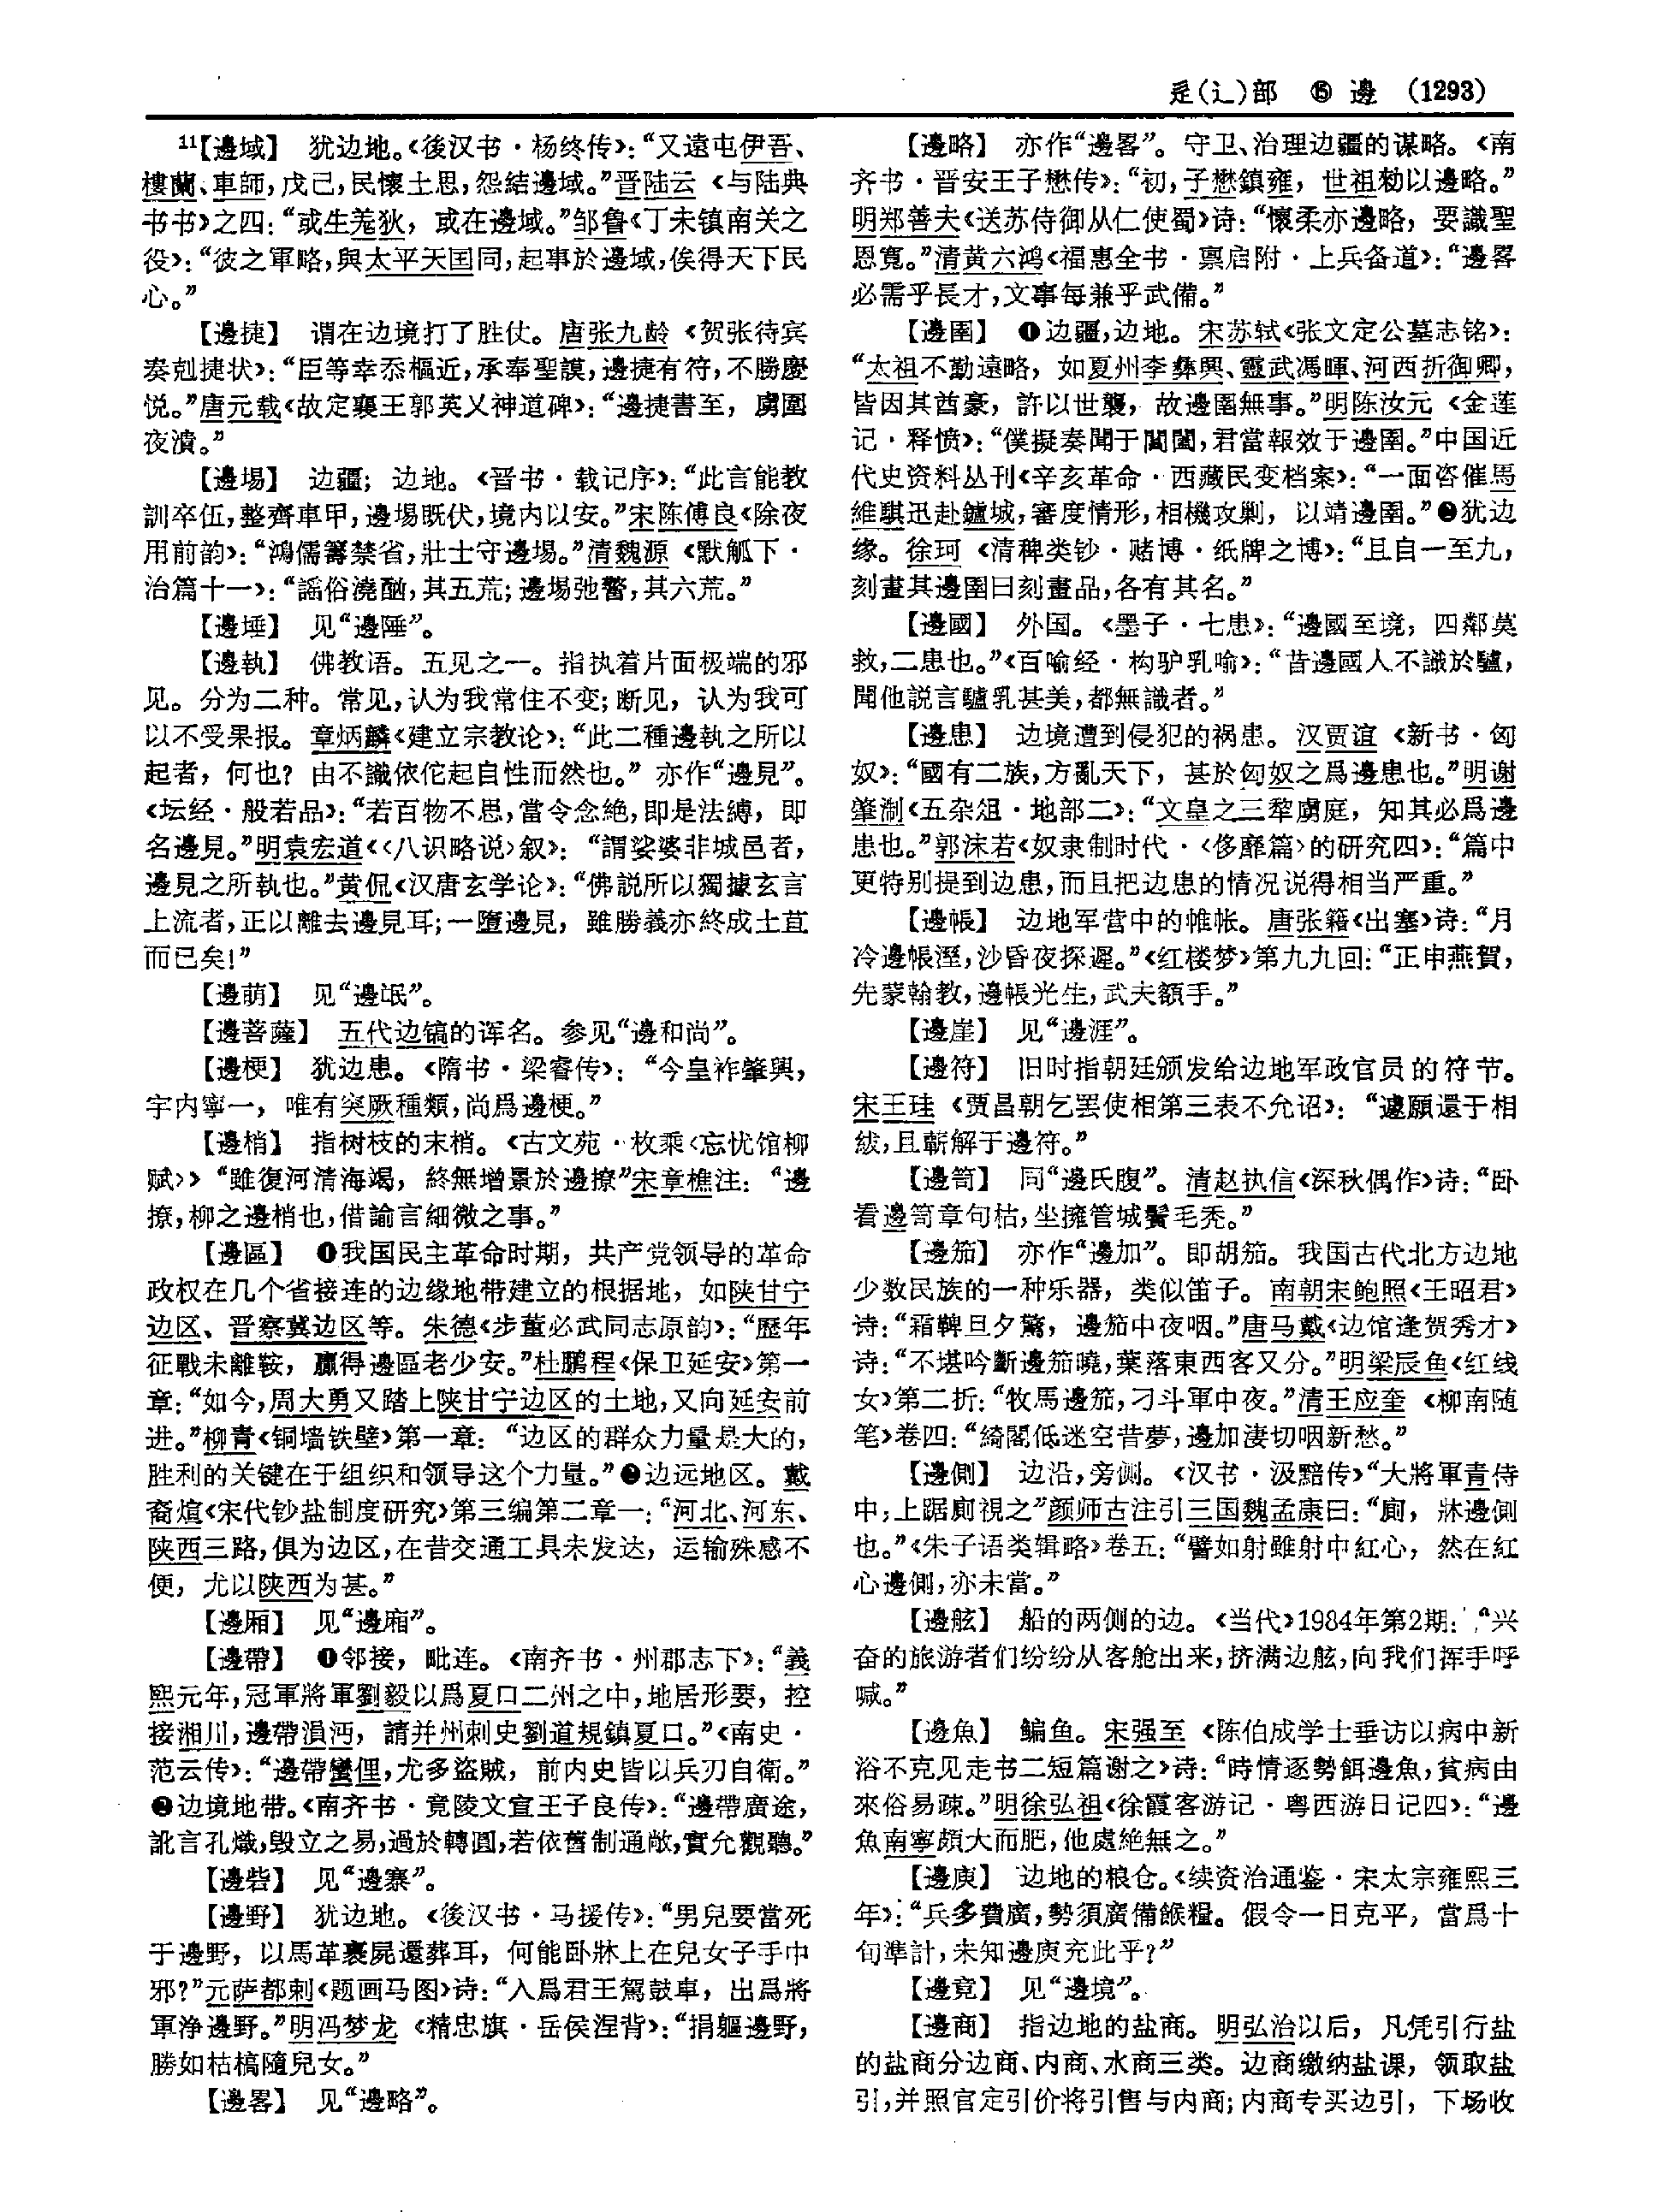 辵(辶)部 ⑮ 邊 (1293)
¹¹【邊域】 犹边地。《後汉书·杨终传》：“又遠屯伊吾、
樓蘭、車師，戊己，民懷土思，怨結邊域。”晋陆云《与陆典
书书》之四：“或生羌狄，或在邊域。”邹鲁《丁未镇南关之
役》：“彼之軍略，與太平天囯同，起事於邊域，俟得天下民
心。”
【邊捷】 谓在边境打了胜仗。唐张九龄《贺张待宾
奏剋捷状》：“臣等幸忝樞近，承奉聖謨，邊捷有符，不勝慶
悦。”唐元载《故定襄王郭英乂神道碑》：“邊捷書至，虜圍
夜潰。”
【邊埸】 边疆；边地。《晋书·载记序》：“此言能教
訓卒伍，整齊車甲，邊埸既伏，境内以安。”宋陈傅良《除夜
用前韵》：“鴻儒籌禁省，壯士守邊埸。”清魏源《默觚下·
治篇十一》：“謡俗澆酗，其五荒；邊埸弛警，其六荒。”
【邊埵】 见“邊陲”。
【邊執】 佛教语。五见之一。指执着片面极端的邪
见。分为二种。常见，认为我常住不变；断见，认为我可
以不受果报。章炳麟《建立宗教论》：“此二種邊執之所以
起者，何也？由不識依佗起自性而然也。”亦作“邊見”。
《坛经·般若品》：“若百物不思，當令念絶，即是法縛，即
名邊見。”明袁宏道《〈八识略说〉叙》：“謂娑婆非城邑者，
邊見之所執也。”黄侃《汉唐玄学论》：“佛説所以獨據玄言
上流者，正以離去邊見耳；一墮邊見，雖勝義亦終成土苴
而已矣！”
【邊萌】 见“邊氓”。
【邊菩薩】 五代边镐的诨名。参见“邊和尚”。
【邊梗】 犹边患。《隋书·梁睿传》：“今皇祚肇興，
宇内寧一，唯有突厥種類，尚爲邊梗。”
【邊梢】 指树枝的末梢。《古文苑·枚乘〈忘忧馆柳
赋〉》“雖復河清海竭，終無增景於邊撩”宋章樵注：“邊
撩，柳之邊梢也，借諭言細微之事。”
【邊區】 ❶我国民主革命时期，共产党领导的革命
政权在几个省接连的边缘地带建立的根据地，如陕甘宁
边区、晋察冀边区等。朱德《步董必武同志原韵》：“歷年
征戰未離鞍，贏得邊區老少安。”杜鹏程《保卫延安》第一
章：“如今，周大勇又踏上陕甘宁边区的土地，又向延安前
进。”柳青《铜墙铁壁》第一章：“边区的群众力量是大的，
胜利的关键在于组织和领导这个力量。”❷边远地区。戴
裔煊《宋代钞盐制度研究》第三编第二章一：“河北、河东、
陕西三路，俱为边区，在昔交通工具未发达，运输殊感不
便，尤以陕西为甚。”
【邊厢】 见“邊廂”。
【邊帶】 ❶邻接，毗连。《南齐书·州郡志下》：“義
熙元年，冠軍將軍劉毅以爲夏口二州之中，地居形要，控
接湘川，邊帶溳沔，請并州刺史劉道規鎮夏口。”《南史·
范云传》：“邊帶蠻俚，尤多盜賊，前内史皆以兵刃自衛。”
❷边境地带。《南齐书·竟陵文宣王子良传》：“邊帶廣途，
訛言孔熾，毁立之易，過於轉圓，若依舊制通敞，實允觀聽。”
【邊砦】 见“邊寨”。
【邊野】 犹边地。《後汉书·马援传》：“男兒要當死
于邊野，以馬革裹屍還葬耳，何能卧牀上在兒女子手中
邪？”元萨都剌《题画马图》诗：“入爲君王駕鼓車，出爲將
軍浄邊野。”明冯梦龙《精忠旗·岳侯涅背》：“捐軀邊野，
勝如枯槁隨兒女。”
【邊畧】 见“邊略”。
【邊略】 亦作“邊畧”。守卫、治理边疆的谋略。《南
齐书·晋安王子懋传》：“初，子懋鎮雍，世祖勑以邊略。”
明郑善夫《送苏侍御从仁使蜀》诗：“懷柔亦邊略，要識聖
恩寬。”清黄六鸿《福惠全书·禀启附·上兵备道》：“邊畧
必需乎長才，文事每兼乎武備。”
【邊圉】 ❶边疆，边地。宋苏轼《张文定公墓志铭》：
“太祖不勤遠略，如夏州李彝興、靈武馮暉、河西折御卿，
皆因其酋豪，許以世襲，故邊圉無事。”明陈汝元《金莲
记·释愤》：“僕擬奏聞于閶闔，君當報效于邊圉。”中国近
代史资料丛刊《辛亥革命·西藏民变档案》：“一面咨催馬
維騏迅赴鑪城，審度情形，相機攻剿，以靖邊圉。”❷犹边
缘。徐珂《清稗类钞·赌博·纸牌之博》：“且自一至九，
刻畫其邊圉曰刻畫品，各有其名。”
【邊國】 外国。《墨子·七患》：“邊國至境，四鄰莫
救，二患也。”《百喻经·构驴乳喻》：“昔邊國人不識於驢，
聞他説言驢乳甚美，都無識者。”
【邊患】 边境遭到侵犯的祸患。汉贾谊《新书·匈
奴》：“國有二族，方亂天下，甚於匈奴之爲邊患也。”明谢
肇淛《五杂俎·地部二》：“文皇之三犂虜庭，知其必爲邊
患也。”郭沫若《奴隶制时代·〈侈靡篇〉的研究四》：“篇中
更特别提到边患，而且把边患的情况说得相当严重。”
【邊帳】 边地军营中的帷帐。唐张籍《出塞》诗：“月
冷邊帳溼，沙昏夜探遲。”《红楼梦》第九九回：“正申燕賀，
先蒙翰教，邊帳光生，武夫額手。”
【邊崖】 见“邊涯”。
【邊符】 旧时指朝廷颁发给边地军政官员的符节。
宋王珪《贾昌朝乞罢使相第三表不允诏》：“遽願還于相
紱，且蘄解于邊符。”
【邊笥】 同“邊氏腹”。清赵执信《深秋偶作》诗：“卧
看邊笥章句枯，坐擁管城鬢毛秃。”
【邊笳】 亦作“邊加”。即胡笳。我国古代北方边地
少数民族的一种乐器，类似笛子。南朝宋鲍照《王昭君》
诗：“霜鞞旦夕驚，邊笳中夜咽。”唐马戴《边馆逢贺秀才》
诗：“不堪吟斷邊笳曉，葉落東西客又分。”明梁辰鱼《红线
女》第二折：“牧馬邊笳，刁斗軍中夜。”清王应奎《柳南随
笔》卷四：“綺閣低迷空昔夢，邊加淒切咽新愁。”
【邊側】 边沿，旁侧。《汉书·汲黯传》“大將軍青侍
中，上踞廁視之”颜师古注引三国魏孟康曰：“廁，牀邊側
也。”《朱子语类辑略》卷五：“譬如射雖射中紅心，然在紅
心邊側，亦未當。”
【邊舷】 船的两侧的边。《当代》1984年第2期：“兴
奋的旅游者们纷纷从客舱出来，挤满边舷，向我们挥手呼
喊。”
【邊魚】 鳊鱼。宋强至《陈伯成学士垂访以病中新
浴不克见走书二短篇谢之》诗：“時情逐勢餌邊魚，貧病由
來俗易疎。”明徐弘祖《徐霞客游记·粤西游日记四》：“邊
魚南寧頗大而肥，他處絶無之。”
【邊庾】 边地的粮仓。《续资治通鉴·宋太宗雍熙三
年》：“兵多費廣，勢須廣備餱糧。假令一日克平，當爲十
旬準計，未知邊庾充此乎？”
【邊竟】 见“邊境”。
【邊商】 指边地的盐商。明弘治以后，凡凭引行盐
的盐商分边商、内商、水商三类。边商缴纳盐课，领取盐
引，并照官定引价将引售与内商；内商专买边引，下场收